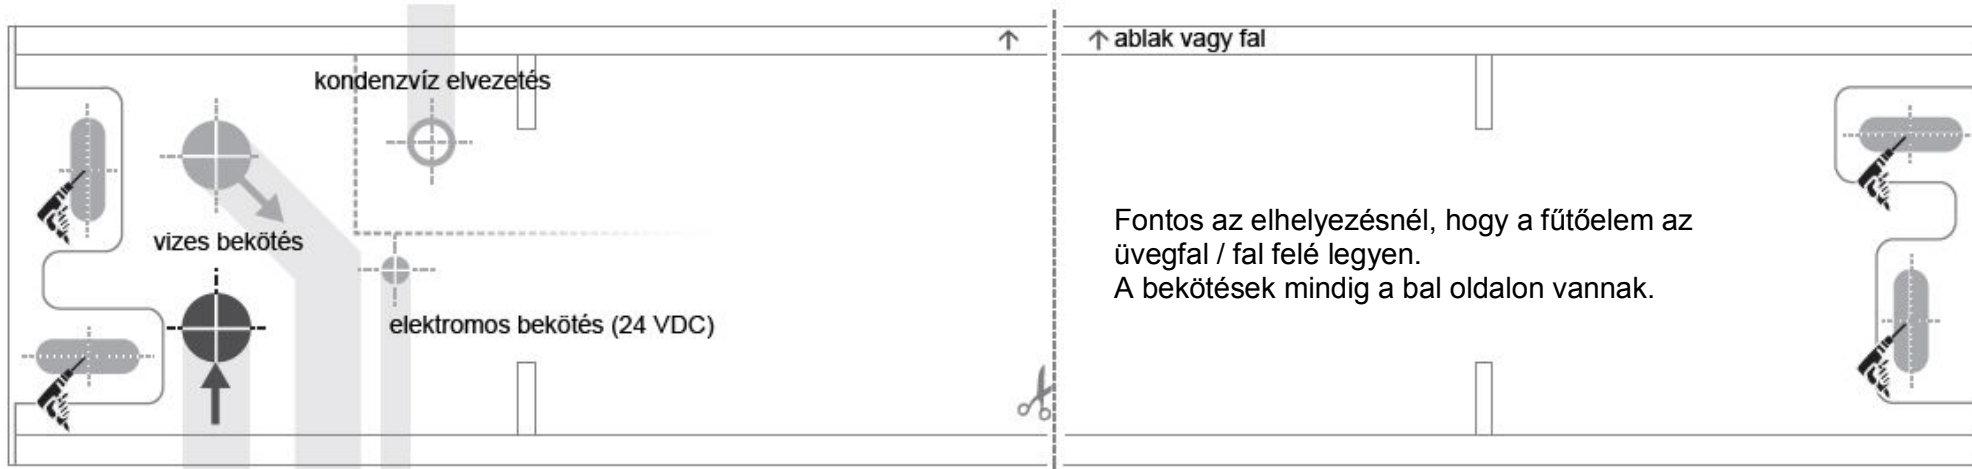 ablak vagy fal
kondenzvíz elvezetés
vizes bekötés
elektromos bekötés (24 VDC)
Fontos az elhelyezésnél, hogy a fűtőelem az
üvegfal / fal felé legyen.
A bekötések mindig a bal oldalon vannak.